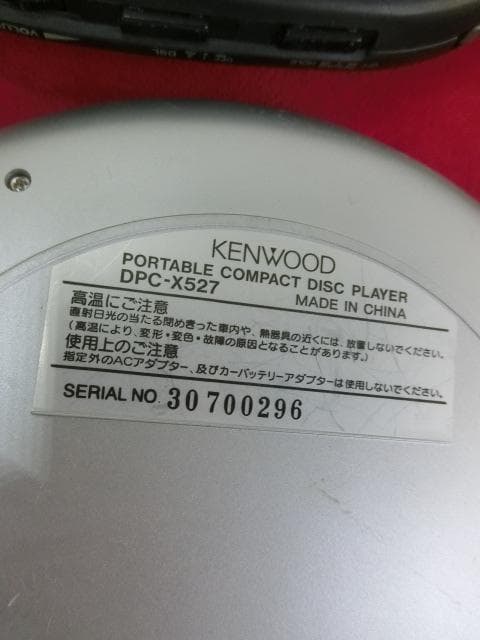 VOLUME
KENWOOD
PORTABLE COMPACT DISC PLAYER
DPC-X527
MADE IN CHINA
高温にご注意
直射日光の当たる閉めきった車内や、熱器具の近くには、放置しないでください。
(高温により、変形・変色・故障の原因となることがあります。)
使用上のご注意
指定外のACアダプター、及びカーバッテリーアダプターは使用しないでください。
SERIAL NO. 30700296